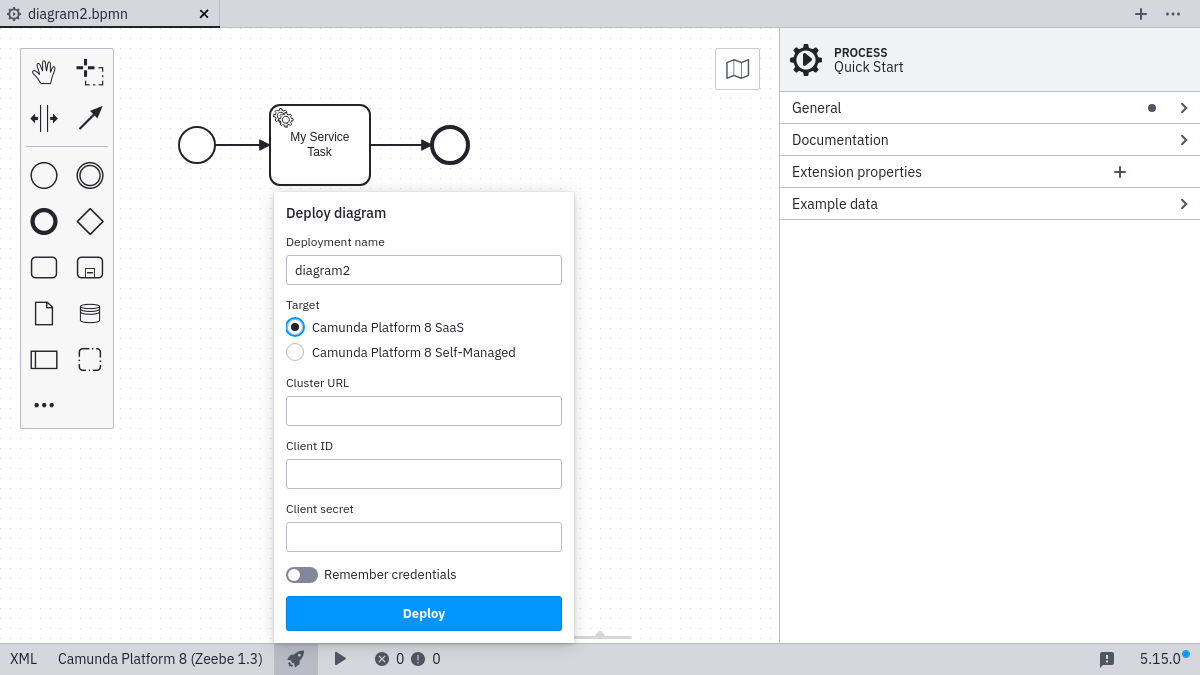 diagram2.bpmn
PROCESS
Quick Start
General
Documentation
Extension properties
Example data
My Service
Task
Deploy diagram
Deployment name
diagram2
Target
Camunda Platform 8 SaaS
Camunda Platform 8 Self-Managed
Cluster URL
Client ID
Client secret
Remember credentials
Deploy
XML
Camunda Platform 8 (Zeebe 1.3)
0
0
5.15.0